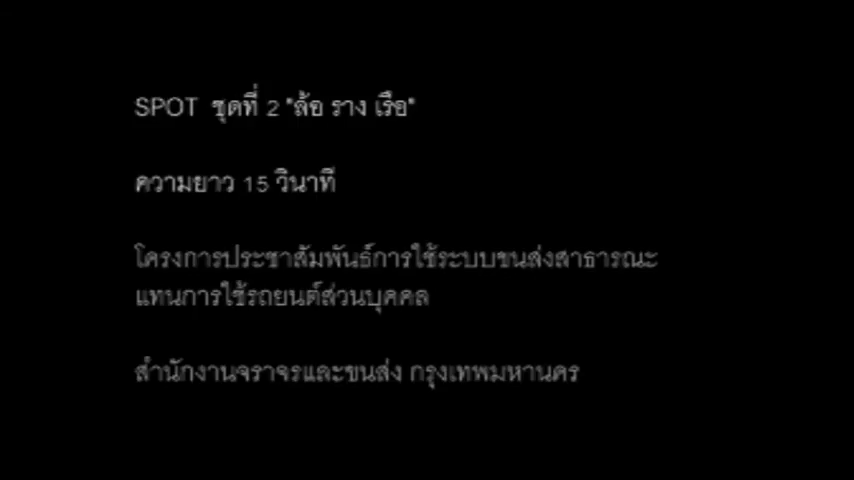 SPOT ชุดที่ 2 "ล้อ ราง เรือ"
ความยาว 15 วินาที
โครงการประชาสัมพันธ์การใช้ระบบขนส่งสาธารณะ
แทนการใช้รถยนต์ส่วนบุคคล
สำนักงานจราจรและขนส่ง กรุงเทพมหานคร